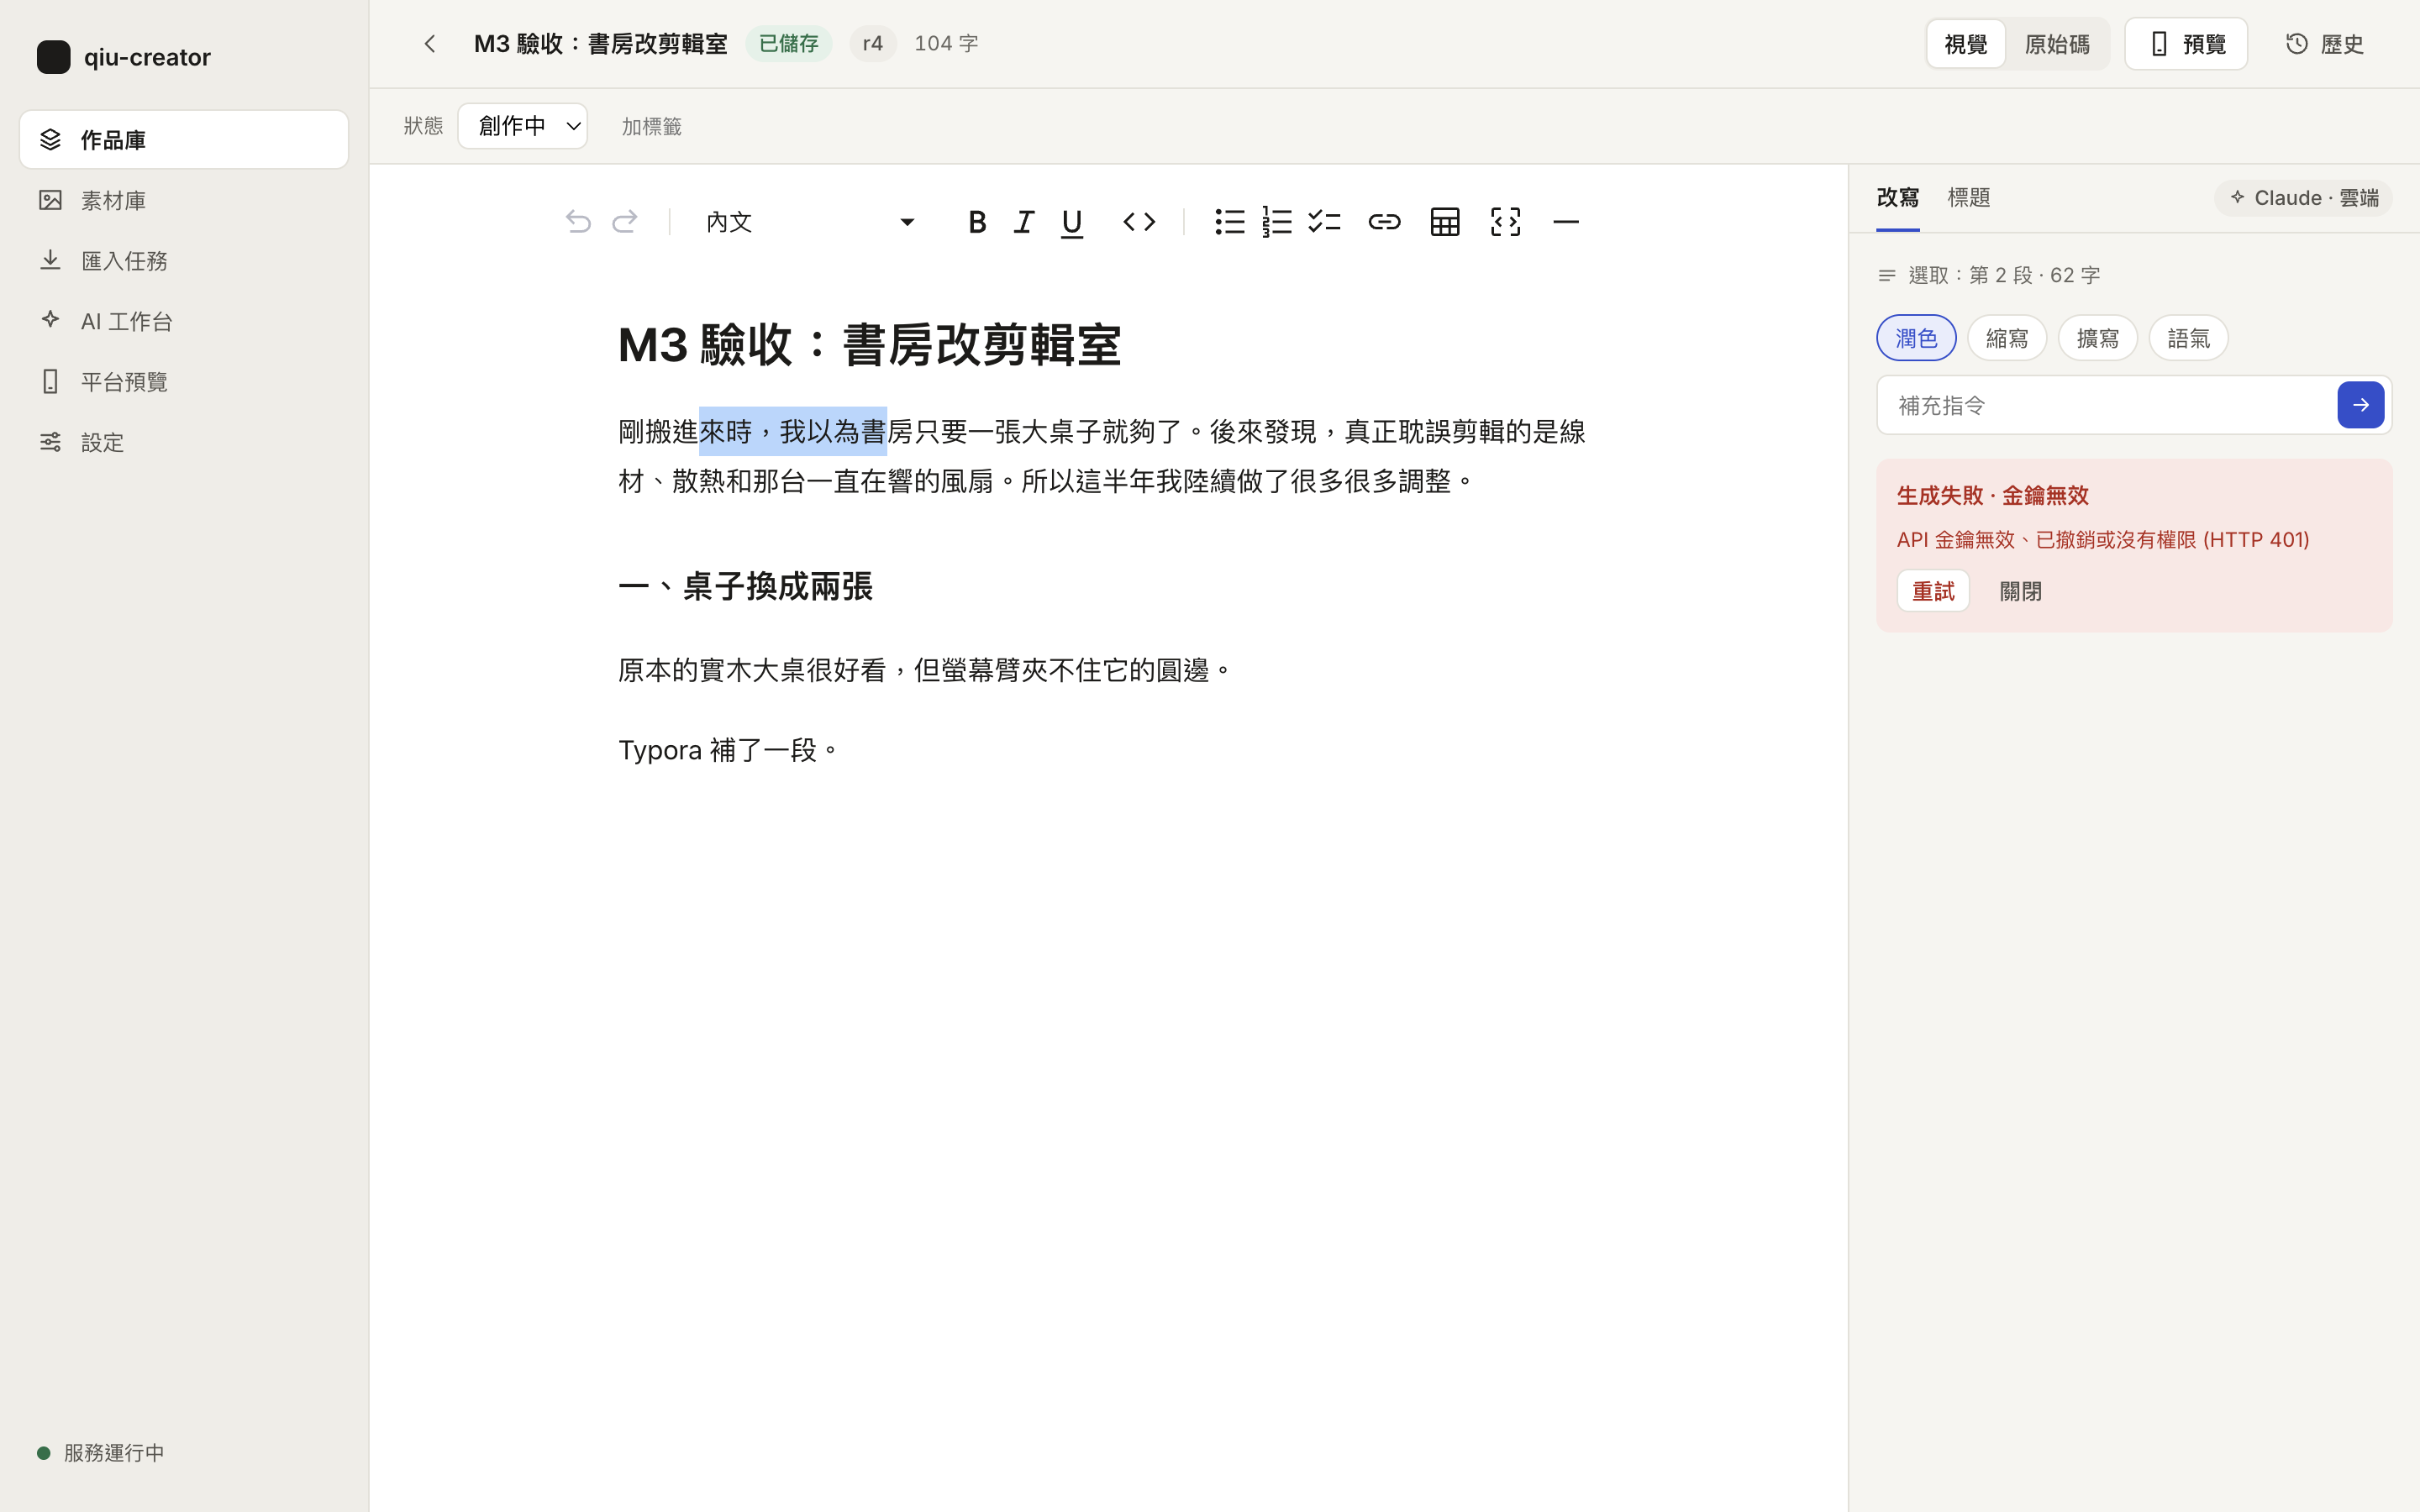 qiu-creator
作品庫
素材庫
匯入任務
AI 工作台
平台預覽
設定
服務運行中
M3 驗收：書房改剪輯室 已儲存 r4 104 字
視覺 原始碼 預覽 歷史
狀態 創作中 加標籤
內文 B I U
M3 驗收：書房改剪輯室
剛搬進來時，我以為書房只要一張大桌子就夠了。後來發現，真正耽誤剪輯的是線
材、散熱和那台一直在響的風扇。所以這半年我陸續做了很多很多調整。
一、桌子換成兩張
原本的實木大桌很好看，但螢幕臂夾不住它的圓邊。
Typora 補了一段。
改寫 標題 Claude · 雲端
選取：第 2 段 · 62 字
潤色 縮寫 擴寫 語氣
補充指令
生成失敗 · 金鑰無效
API 金鑰無效、已撤銷或沒有權限 (HTTP 401)
重試 關閉